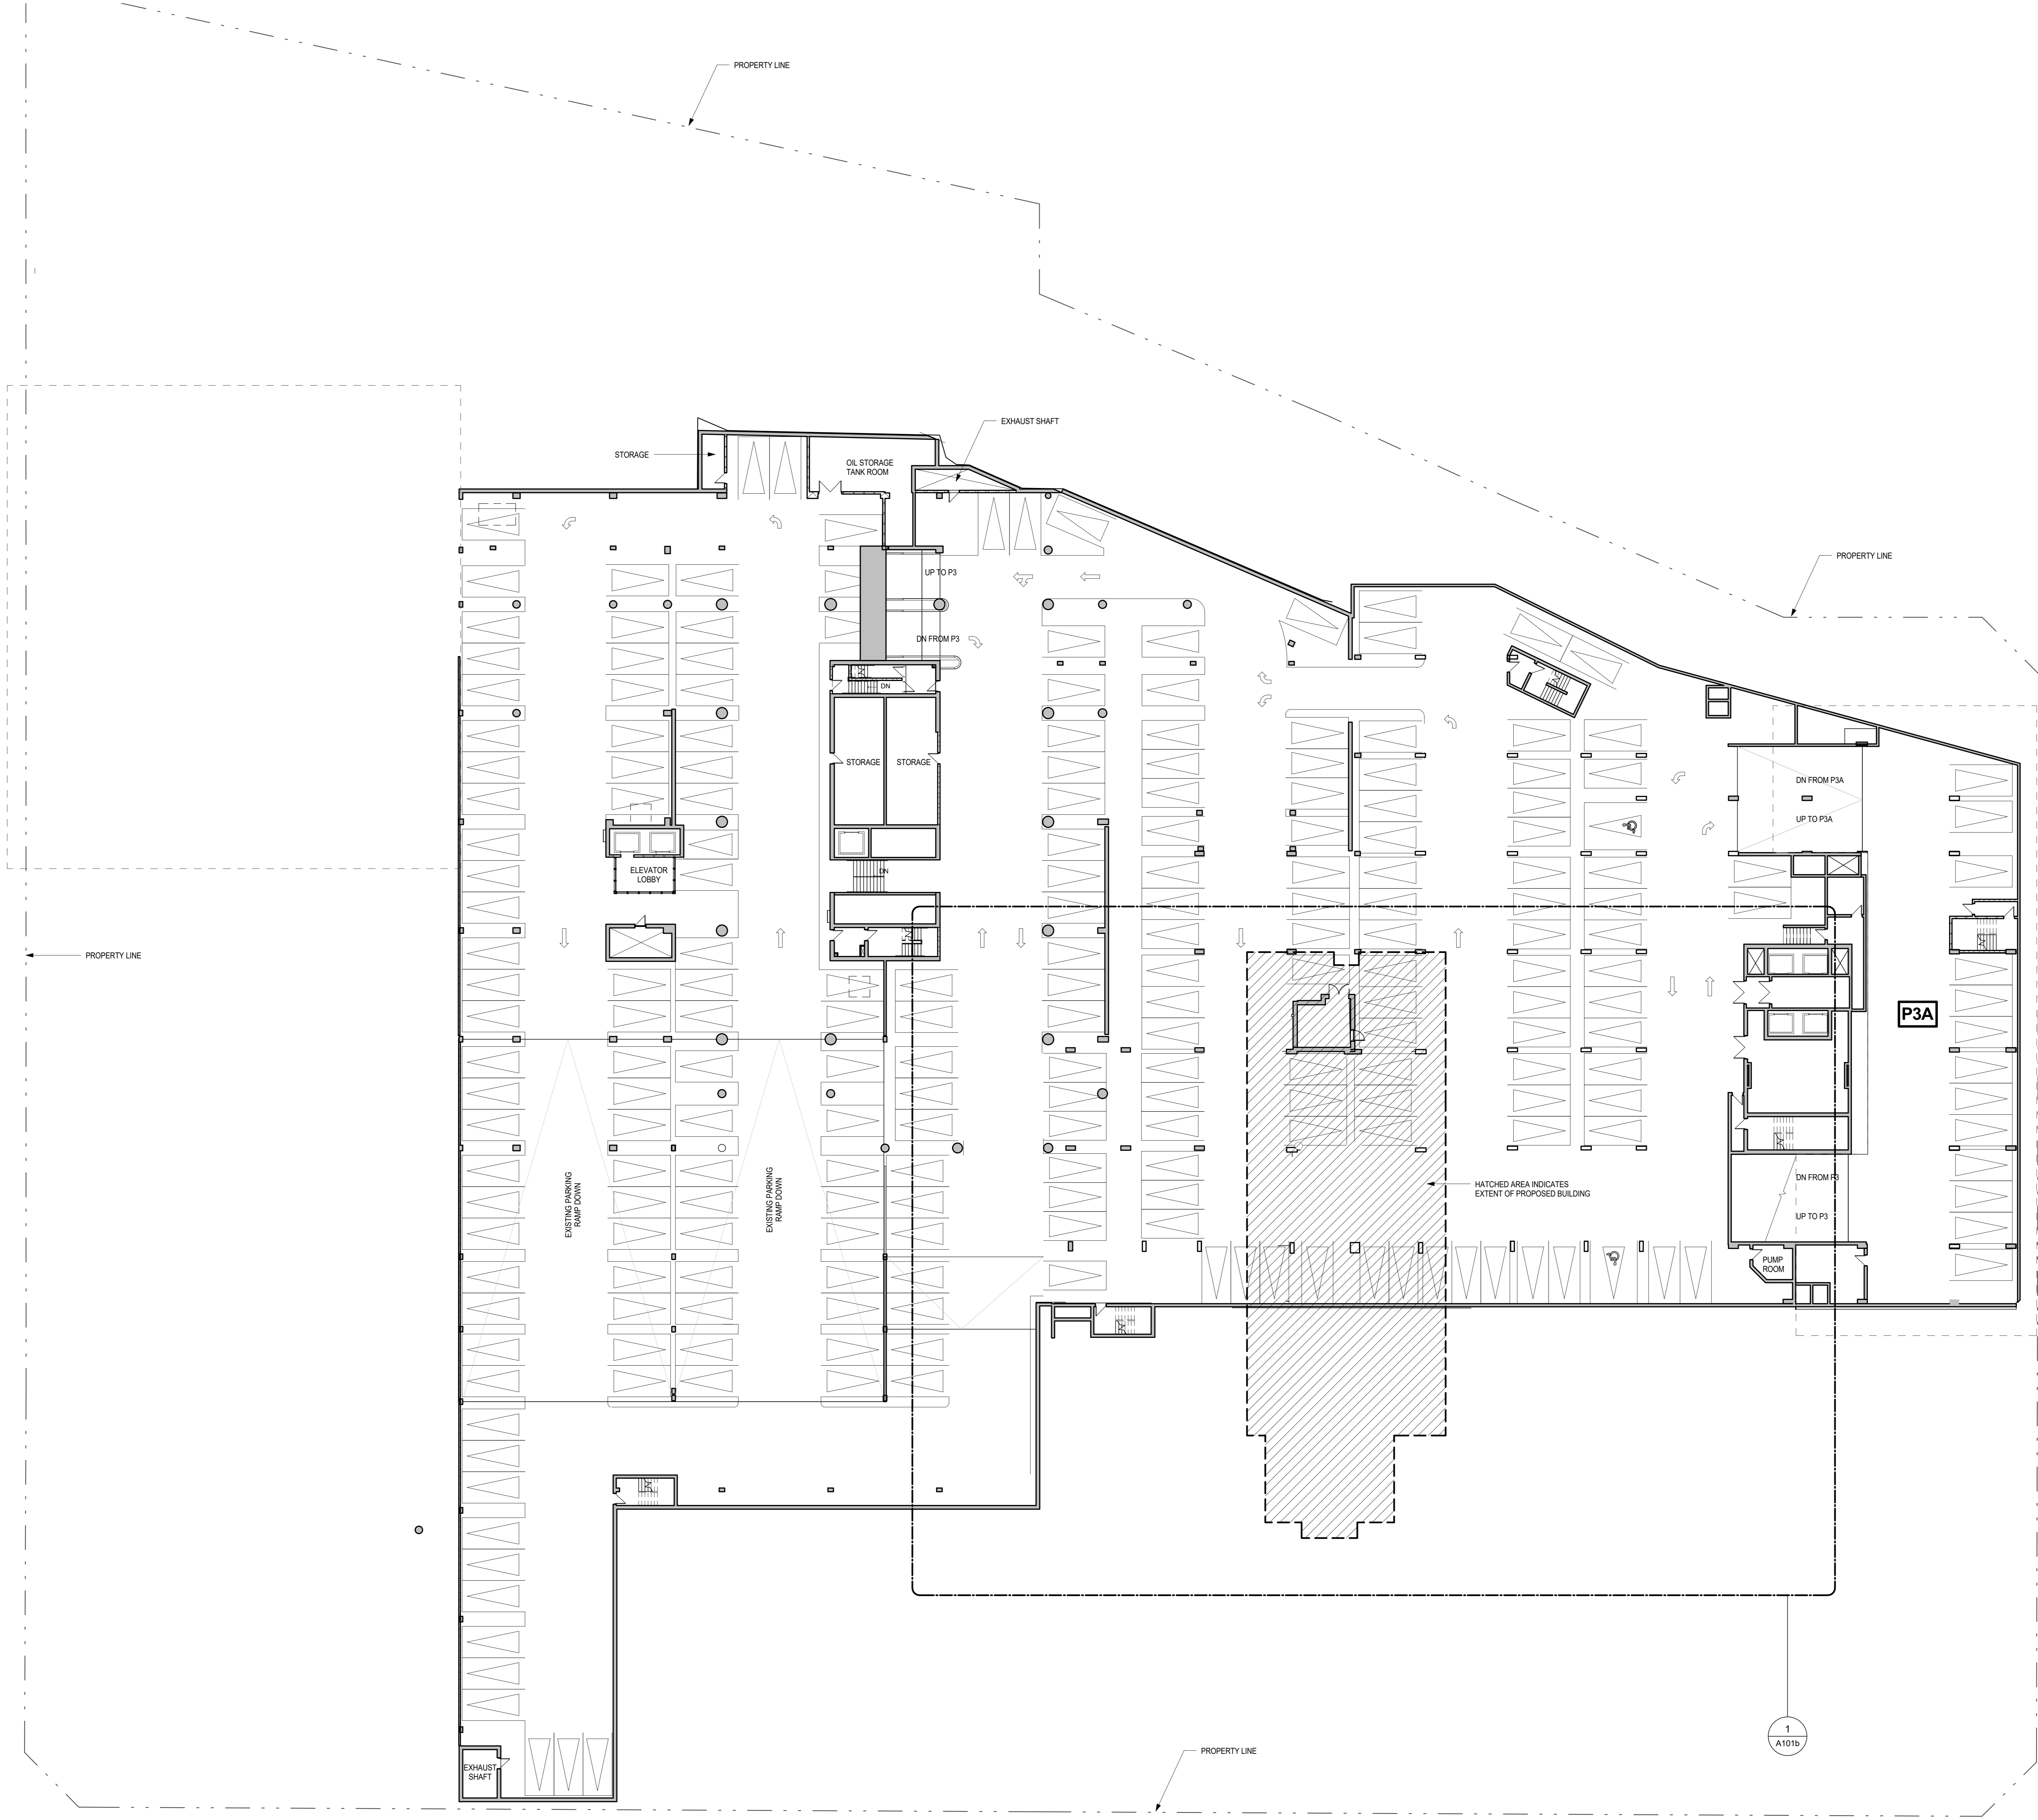 PROPERTY LINE
EXHAUST SHAFT
STORAGE
OIL STORAGE
TANK ROOM
PROPERTY LINE
UP TO P3
DN FROM P3
DN
STORAGE
STORAGE
DN FROM P3A
UP TO P3A
ELEVATOR
LOBBY
DN
PROPERTY LINE
P3A
EXISTING PARKING
RAMP DOWN
EXISTING PARKING
RAMP DOWN
HATCHED AREA INDICATES
EXTENT OF PROPOSED BUILDING
DN FROM P3
UP TO P3
PUMP
ROOM
1
A101b
PROPERTY LINE
EXHAUST
SHAFT